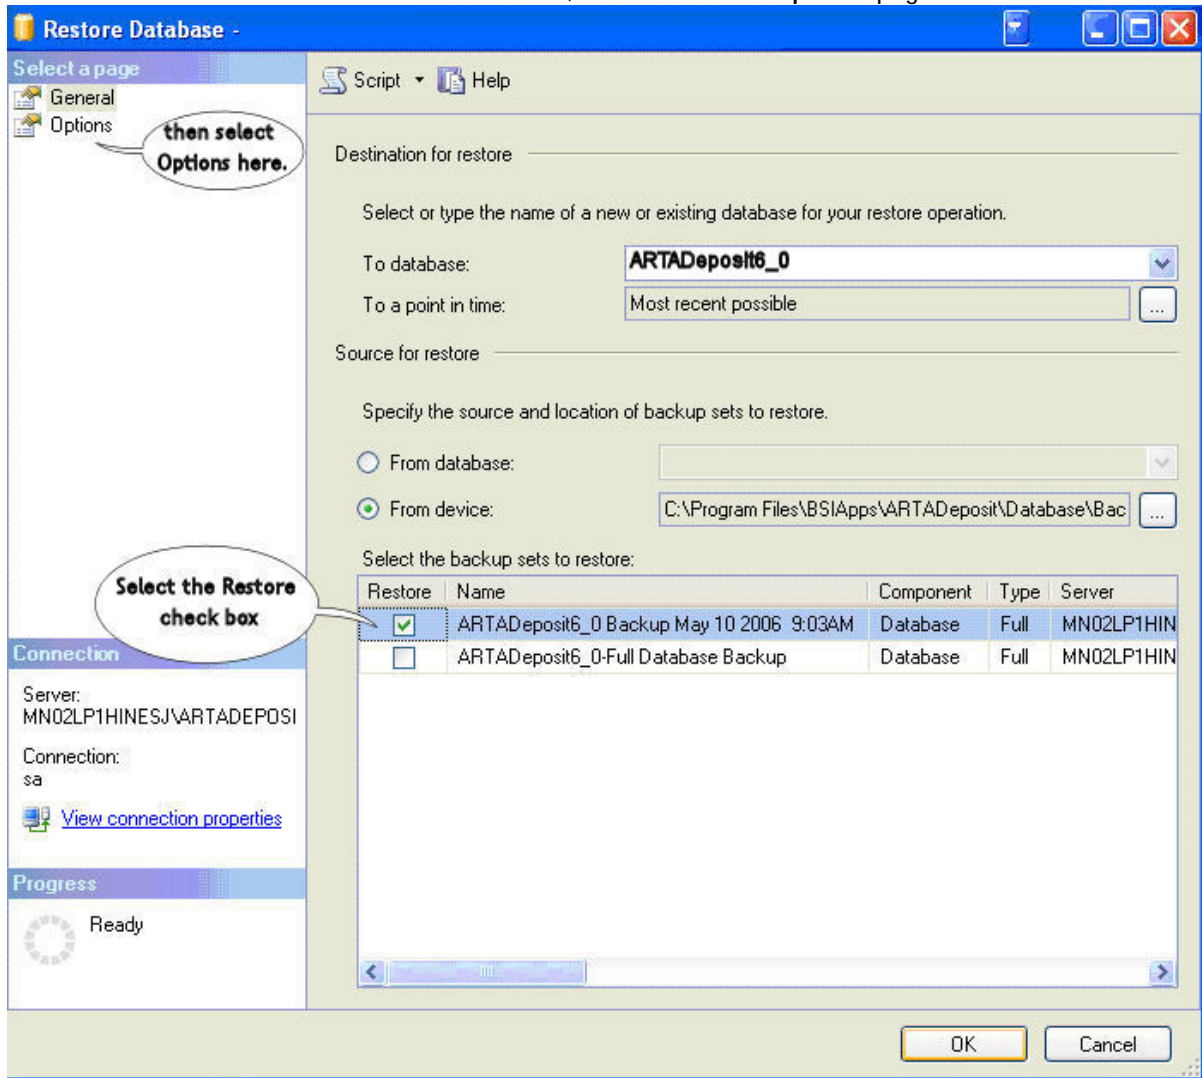 Restore Database -
Select a page
General
Options
then select
Options here.
Script
Help
Destination for restore
Select or type the name of a new or existing database for your restore operation.
To database:
ARTADeposit6_0
To a point in time:
Most recent possible
...
Source for restore
Specify the source and location of backup sets to restore.
From database:
From device:
C:\Program Files\BSIApps\ARTADeposit\Database\Bac
...
Select the backup sets to restore:
Select the Restore
check box
Restore Name Component Type Server
ARTADeposit6_0 Backup May 10 2006 9:03AM Database Full MN02LP1HIN
ARTADeposit6_0-Full Database Backup Database Full MN02LP1HIN
Connection
Server:
MN02LP1HINESJ\ARTADEPOSI
Connection:
sa
View connection properties
Progress
Ready
OK
Cancel